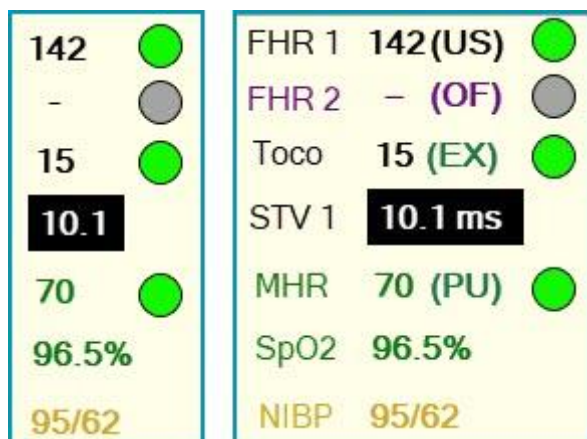 142
-
15
10.1
70
96.5%
95/62
FHR 1 142 (US)
FHR 2 – (OF)
Toco 15 (EX)
STV 1 10.1 ms
MHR 70 (PU)
SpO2 96.5%
NIBP 95/62